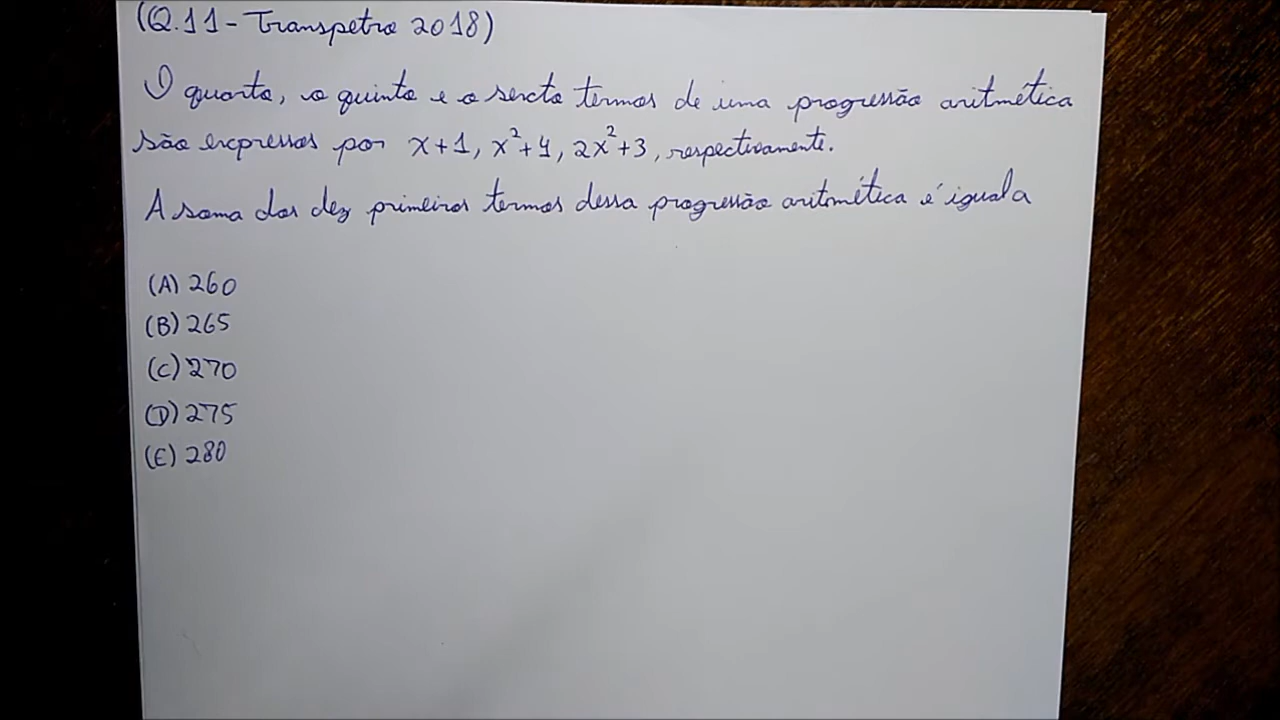 (Q.11 - Transpetro 2018)
O quarto, o quinto e o sexto termos de uma progressão aritmética
são expressos por x+1, x²+4, 2x²+3, respectivamente.
A soma dos dez primeiros termos dessa progressão aritmética é igual a
(A) 260
(B) 265
(C) 270
(D) 275
(E) 280